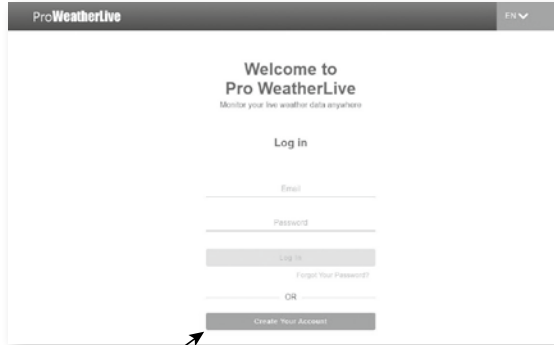 ProWeatherLive
EN
Welcome to
Pro WeatherLive
Monitor your live weather data anywhere
Log in
Email
Password
Log in
Forgot Your Password?
OR
Create Your Account